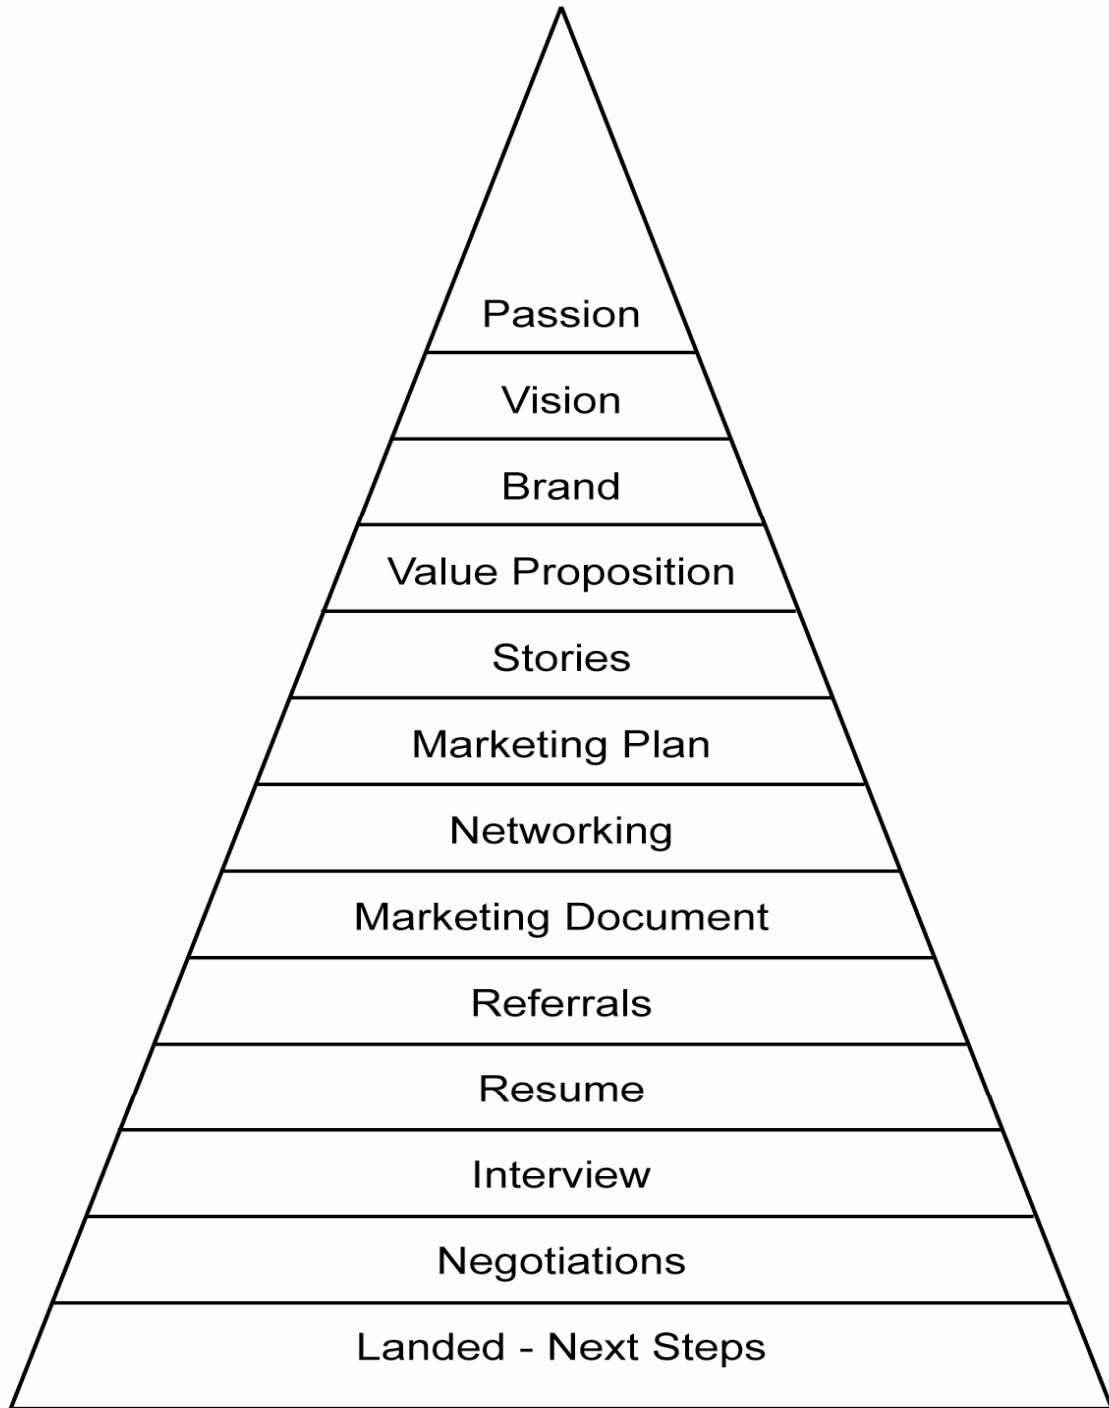 Passion
Vision
Brand
Value Proposition
Stories
Marketing Plan
Networking
Marketing Document
Referrals
Resume
Interview
Negotiations
Landed - Next Steps